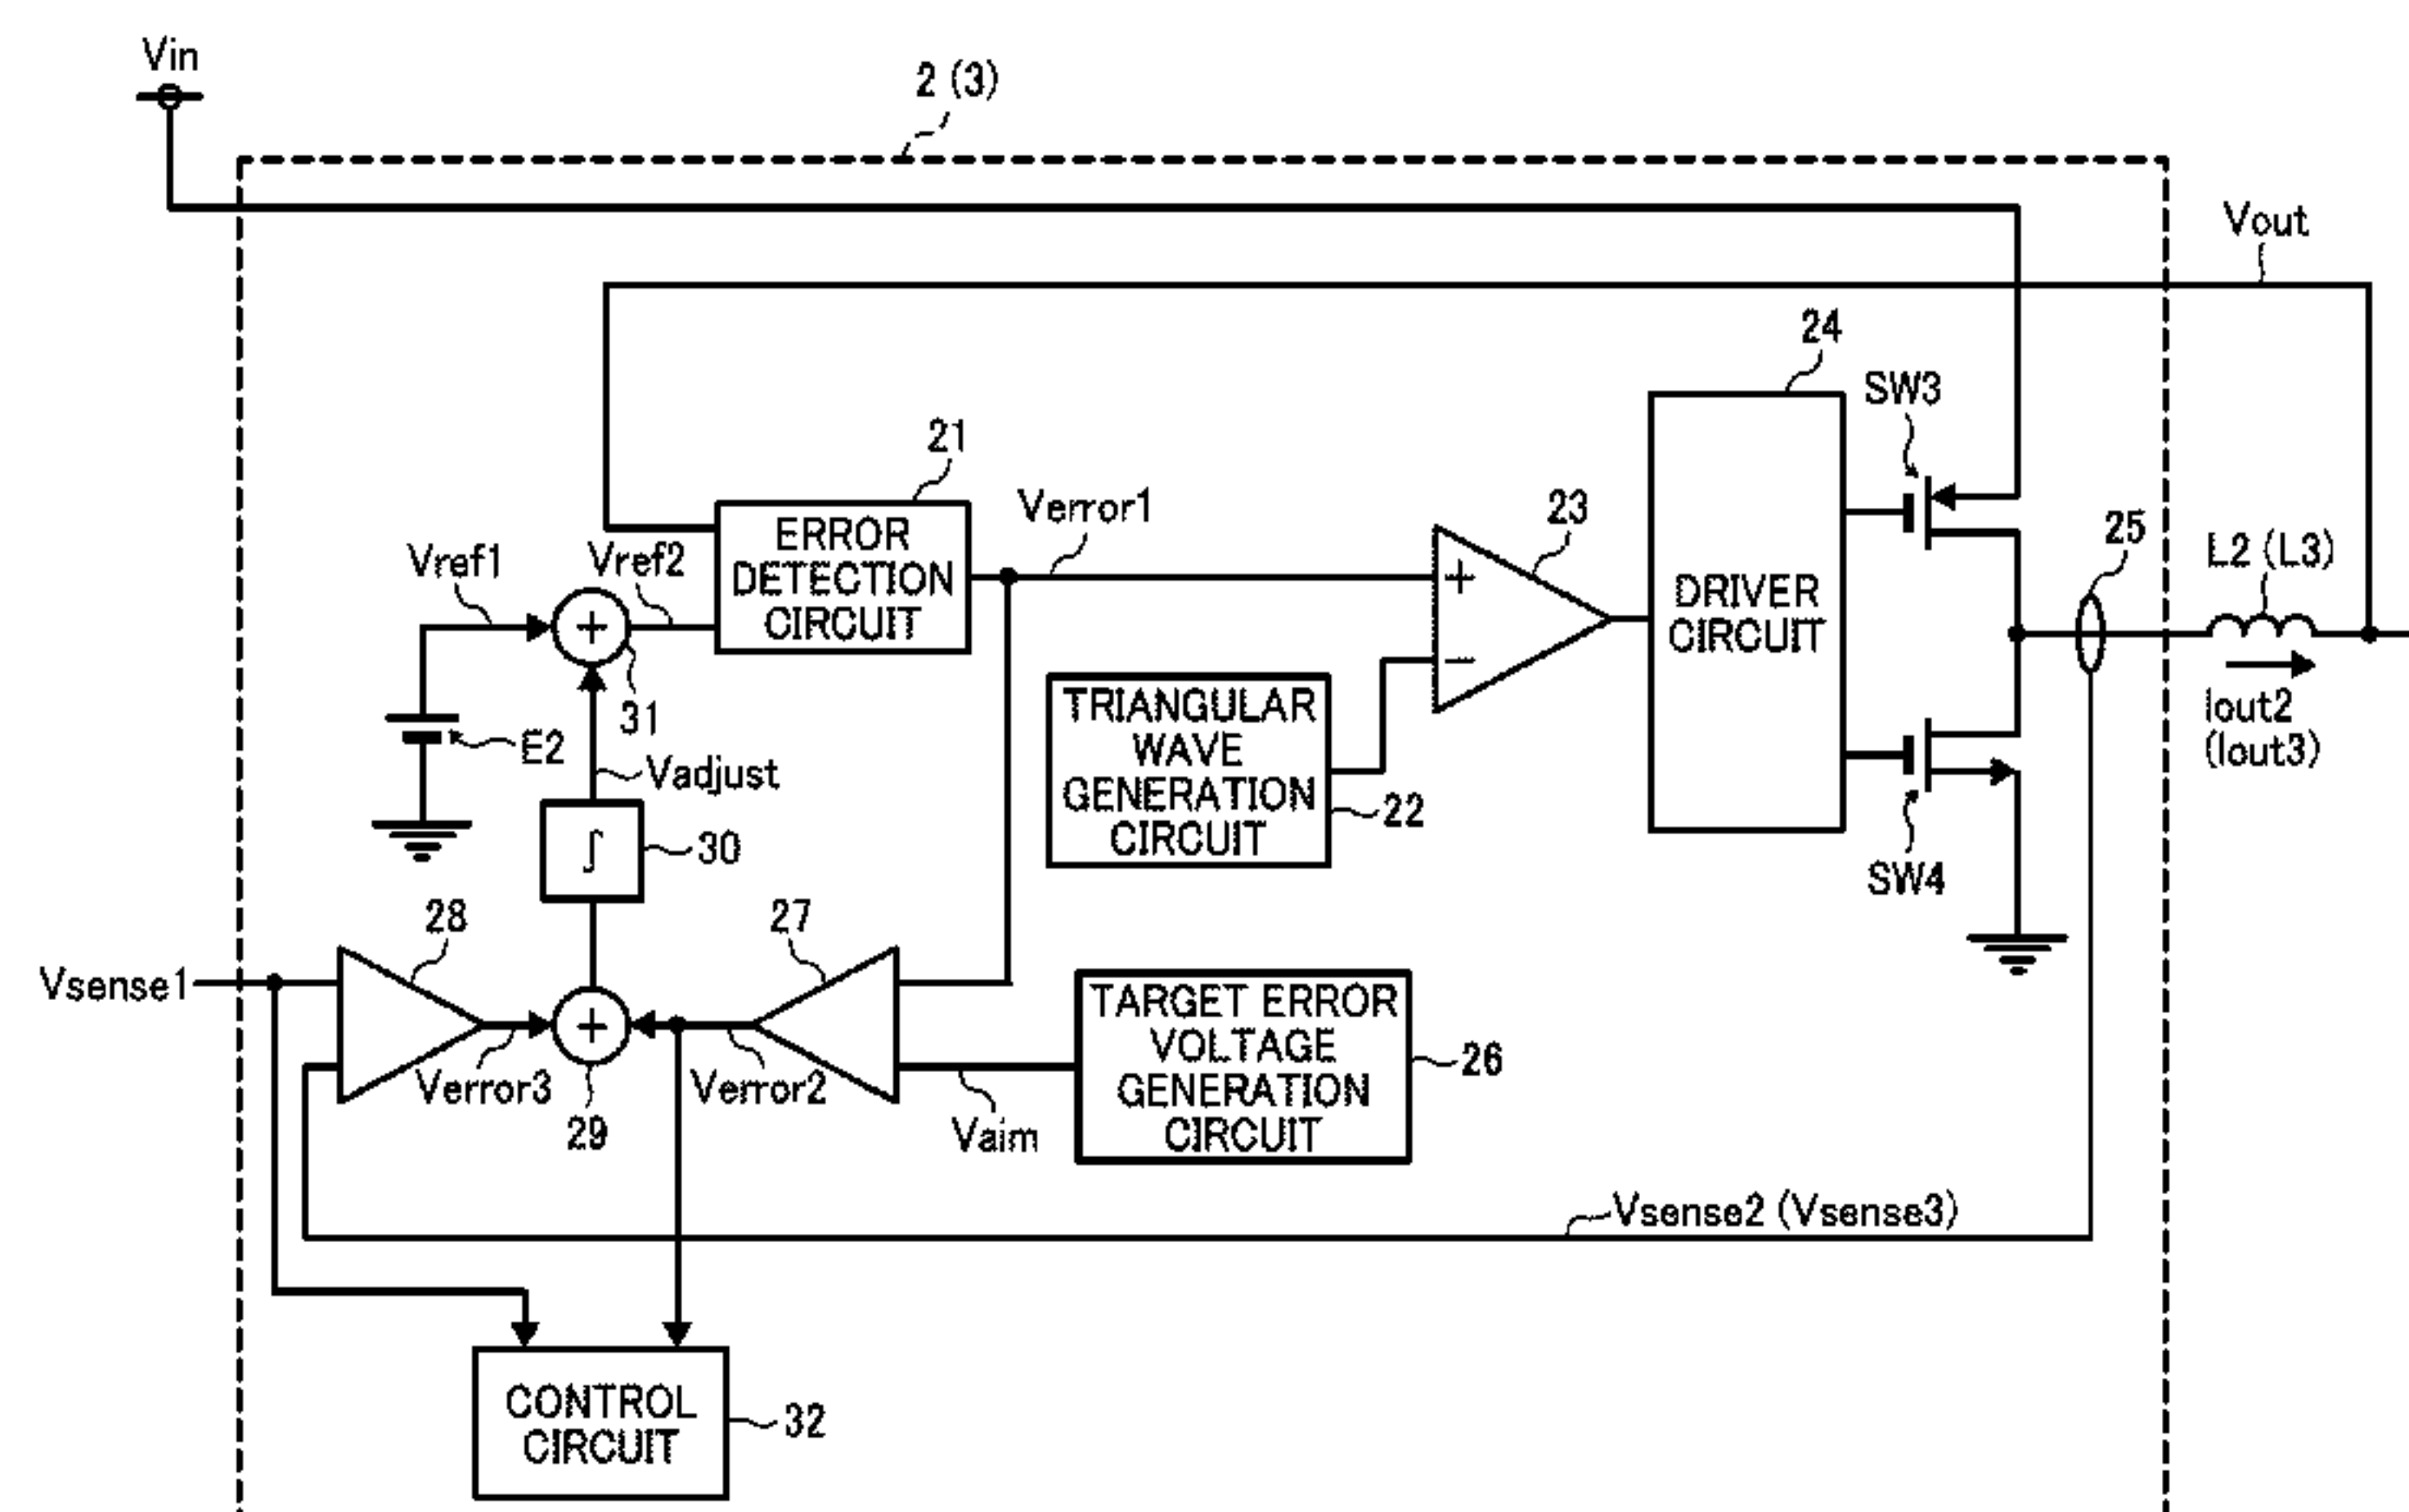 Vin
2 (3)
Vout
24
SW3
21
Verror1
23
25
L2 (L3)
Vref1
Vref2
ERROR
DETECTION
CIRCUIT
+
+
−
DRIVER
CIRCUIT
31
E2
Vadjust
TRIANGULAR
WAVE
GENERATION
CIRCUIT
22
Iout2
(Iout3)
∫
30
SW4
28
27
Vsense1
+
Verror3
Verror2
29
Vaim
TARGET ERROR
VOLTAGE
GENERATION
CIRCUIT
26
Vsense2 (Vsense3)
CONTROL
CIRCUIT
32